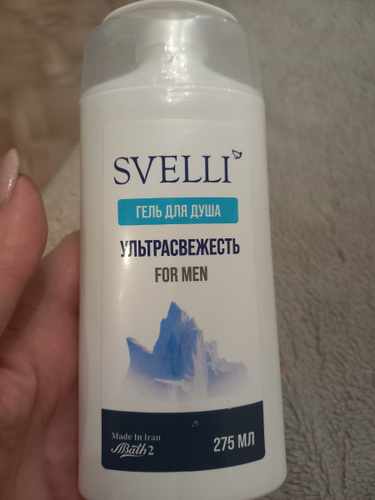 SVELLI
ГЕЛЬ ДЛЯ ДУША
УЛЬТРАСВЕЖЕСТЬ
FOR MEN
Made In Iran
275 МЛ